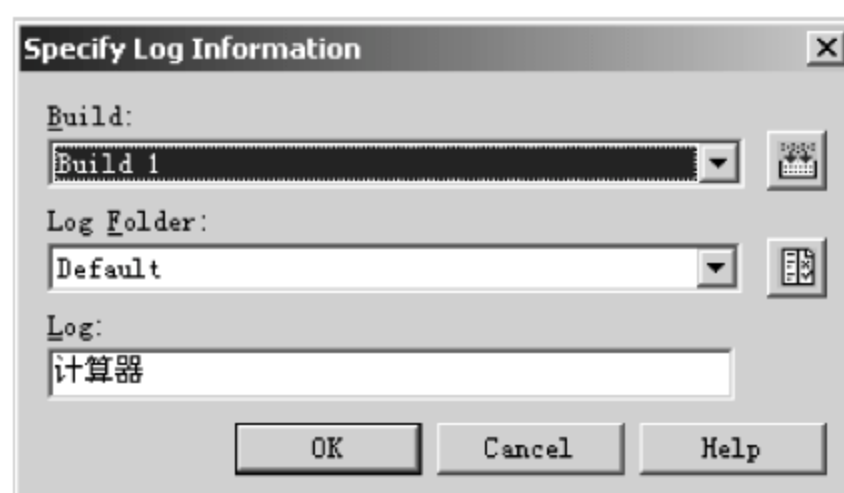 Specify Log Information
Build:
Build 1
Log Folder:
Default
Log:
计算器
OK Cancel Help